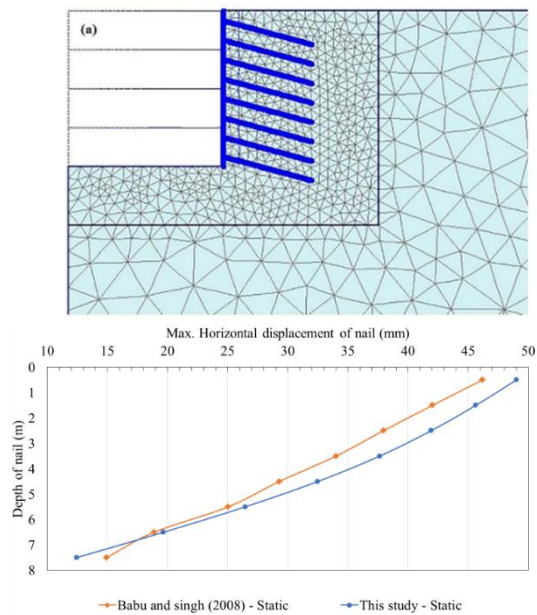 (a)
Max. Horizontal displacement of nail (mm)
10 15 20 25 30 35 40 45 50
0
1
2
3
4
5
6
7
8
Depth of nail (m)
Babu and singh (2008) - Static
This study - Static